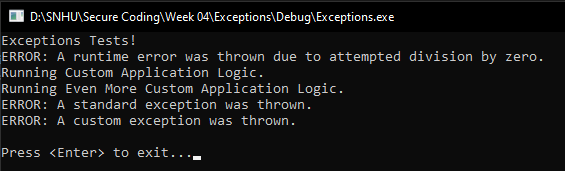 D:\SNHU\Secure Coding\Week 04\Exceptions\Debug\Exceptions.exe
Exceptions Tests!
ERROR: A runtime error was thrown due to attempted division by zero.
Running Custom Application Logic.
Running Even More Custom Application Logic.
ERROR: A standard exception was thrown.
ERROR: A custom exception was thrown.
Press <Enter> to exit...